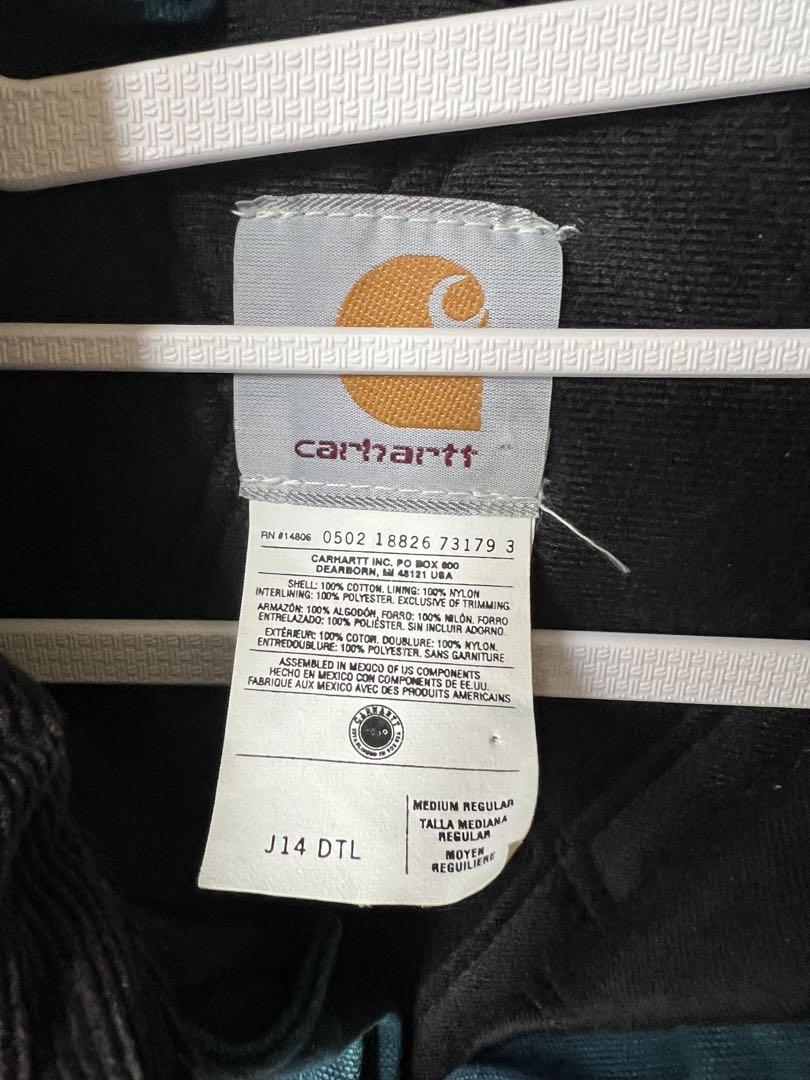 carhartt
RN #14806 0502 18826 73179 3
CARHARTT INC. PO BOX 600
DEARBORN, MI 48121 USA
SHELL: 100% COTTON. LINING: 100% NYLON
INTERLINING: 100% POLYESTER. EXCLUSIVE OF TRIMMING
ARMAZÓN: 100% ALGODÓN, FORRO: 100% NILÓN. FORRO
ENTRELAZADO: 100% POLIÉSTER. SIN INCLUIR ADORNO.
EXTÉRIEUR: 100% COTON. DOUBLURE: 100% NYLON.
ENTREDOUBLURE: 100% POLYESTER. SANS GARNITURE
ASSEMBLED IN MEXICO OF US COMPONENTS
HECHO EN MEXICO CON COMPONENTS DE EE.UU.
FABRIQUE AUX MEXICO AVEC DES PRODUITS AMERICAINS
CARHARTT
J14 DTL
MEDIUM REGULAR
TALLA MEDIANA
REGULAR
MOYEN
REGUILIERE